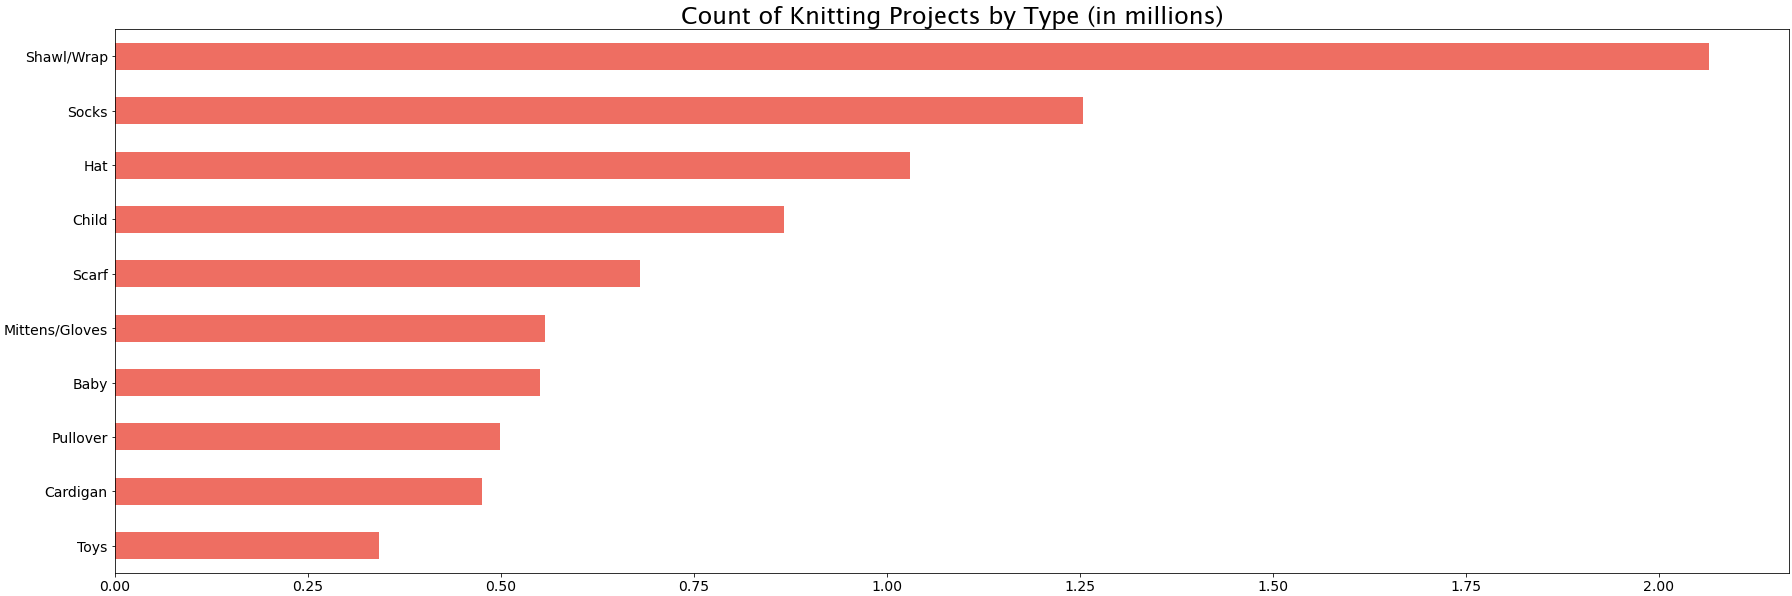 Count of Knitting Projects by Type (in millions)
Shawl/Wrap
Socks
Hat
Child
Scarf
Mittens/Gloves
Baby
Pullover
Cardigan
Toys
0.00 0.25 0.50 0.75 1.00 1.25 1.50 1.75 2.00